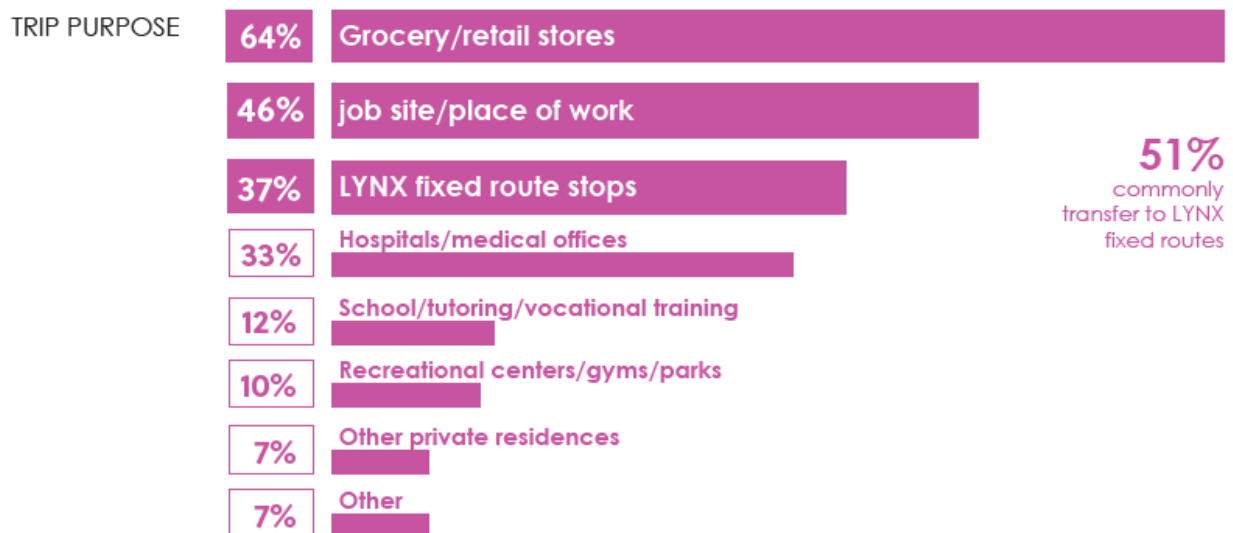 TRIP PURPOSE
64% Grocery/retail stores
46% job site/place of work
37% LYNX fixed route stops
51%
commonly
transfer to LYNX
fixed routes
33% Hospitals/medical offices
12% School/tutoring/vocational training
10% Recreational centers/gyms/parks
7% Other private residences
7% Other